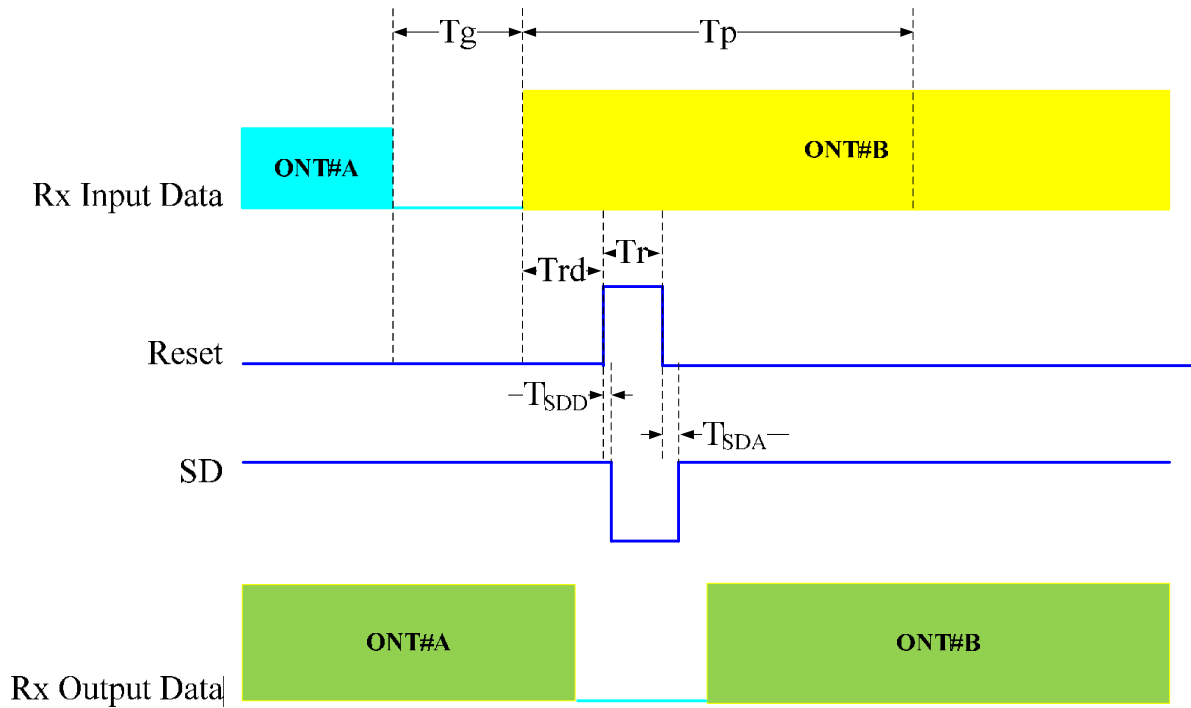 Tg
Tp
ONT#A
ONT#B
Rx Input Data
Trd
Tr
Reset
TSDD
TSDA
SD
ONT#A
ONT#B
Rx Output Data